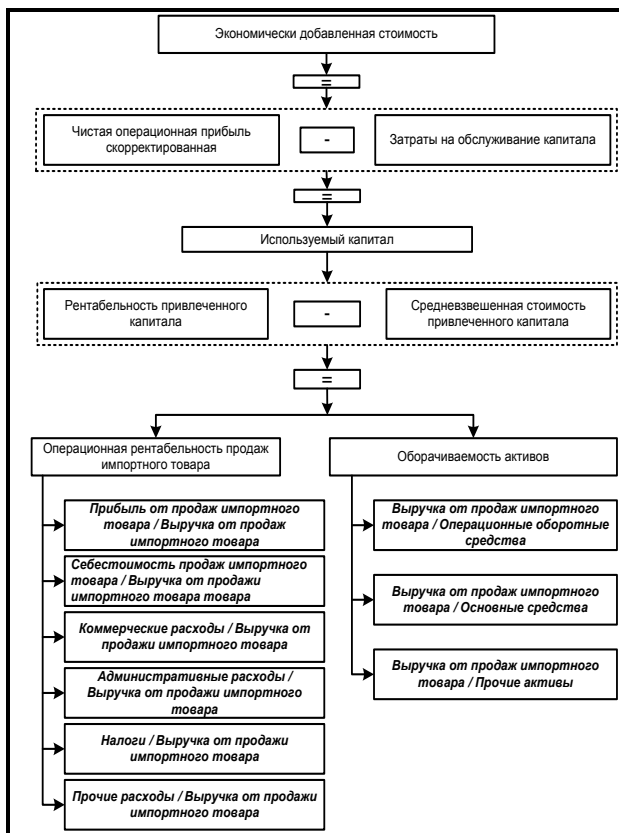 Экономически добавленная стоимость
=
Чистая операционная прибыль
скорректированная
-
Затраты на обслуживание капитала
=
Используемый капитал
Рентабельность привлеченного
капитала
-
Средневзвешенная стоимость
привлеченного капитала
=
Операционная рентабельность продаж
импортного товара
Прибыль от продаж импортного
товара / Выручка от продаж
импортного товара
Себестоимость продаж импортного
товара / Выручка от продажи
импортного товара товара
Коммерческие расходы / Выручка от
продажи импортного товара
Административные расходы /
Выручка от продажи импортного
товара
Налоги / Выручка от продажи
импортного товара
Прочие расходы / Выручка от продажи
импортного товара
Оборачиваемость активов
Выручка от продаж импортного
товара / Операционные оборотные
средства
Выручка от продаж импортного
товара / Основные средства
Выручка от продаж импортного
товара / Прочие активы